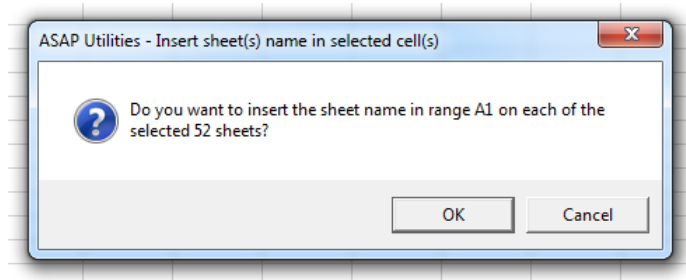 ASAP Utilities - Insert sheet(s) name in selected cell(s)
Do you want to insert the sheet name in range A1 on each of the
selected 52 sheets?
OK Cancel